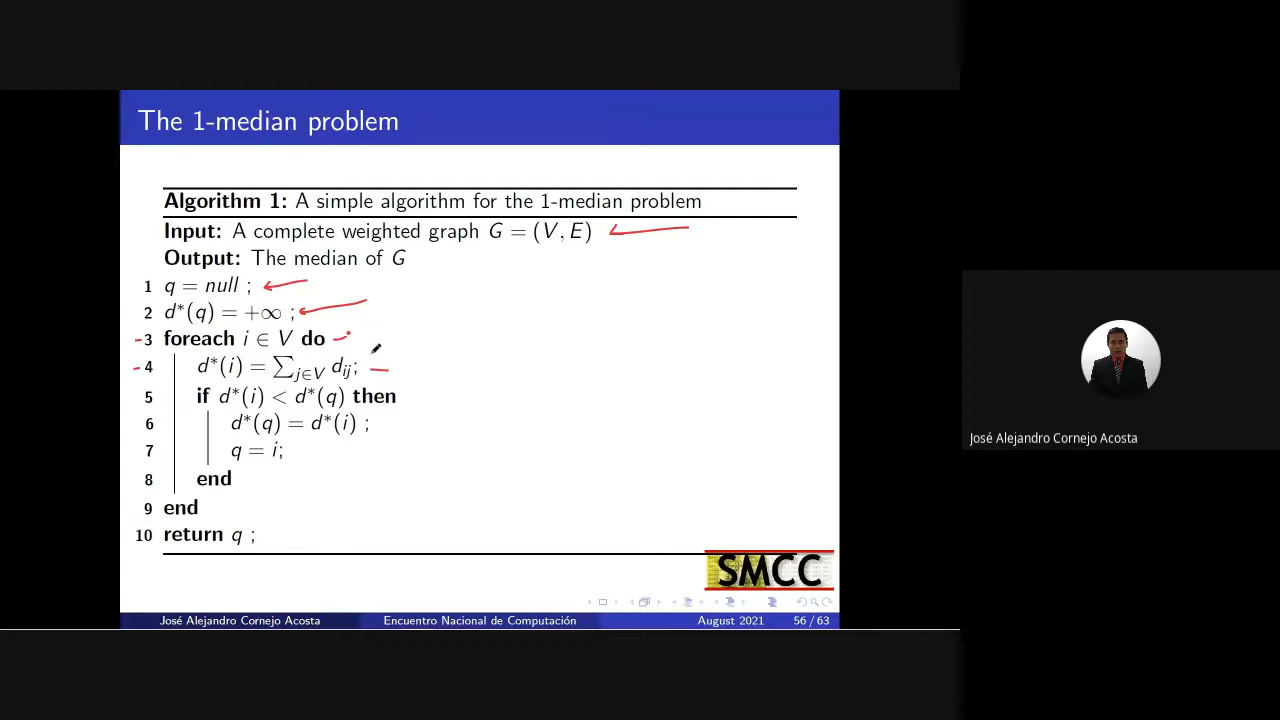 The 1-median problem
Algorithm 1: A simple algorithm for the 1-median problem
Input: A complete weighted graph G = (V, E)
Output: The median of G
1 q = null ;
2 d*(q) = +∞ ;
3 foreach i ∈ V do
4 d*(i) = ∑j∈V dij;
5 if d*(i) < d*(q) then
6 d*(q) = d*(i) ;
7 q = i;
8 end
9 end
10 return q ;
SMCC
José Alejandro Cornejo Acosta Encuentro Nacional de Computación August 2021 56 / 63
José Alejandro Cornejo Acosta